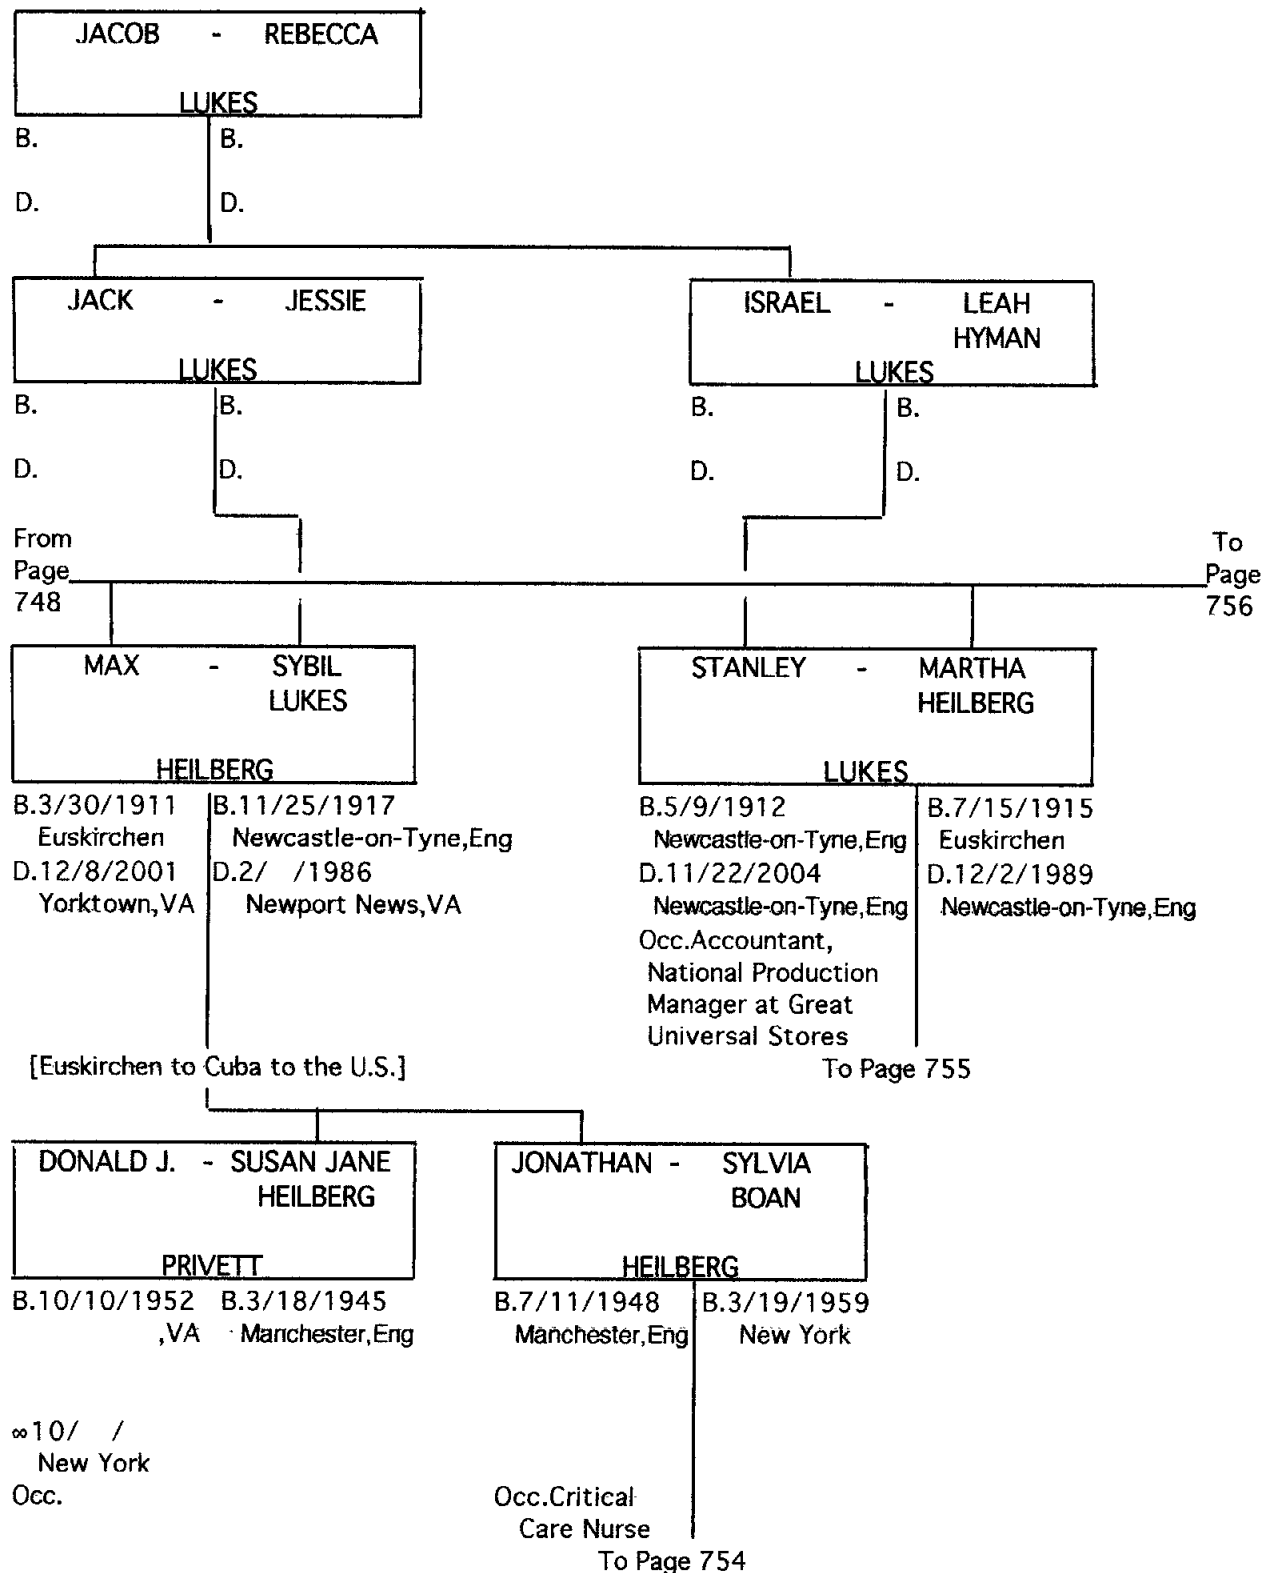 JACOB - REBECCA
LUKES
B. B.
D. D.
JACK - JESSIE
LUKES
B. B.
D. D.
ISRAEL - LEAH
HYMAN
LUKES
B. B.
D. D.
From
Page
748
To
Page
756
MAX - SYBIL
LUKES
HEILBERG
B.3/30/1911 B.11/25/1917
Euskirchen Newcastle-on-Tyne,Eng
D.12/8/2001 D.2/ /1986
Yorktown,VA Newport News,VA
[Euskirchen to Cuba to the U.S.]
STANLEY - MARTHA
HEILBERG
LUKES
B.5/9/1912 B.7/15/1915
Newcastle-on-Tyne,Eng Euskirchen
D.11/22/2004 D.12/2/1989
Newcastle-on-Tyne,Eng Newcastle-on-Tyne,Eng
Occ.Accountant,
National Production
Manager at Great
Universal Stores
To Page 755
DONALD J. - SUSAN JANE
HEILBERG
PRIVETT
B.10/10/1952 B.3/18/1945
,VA Manchester,Eng
∞10/ /
New York
Occ.
JONATHAN - SYLVIA
BOAN
HEILBERG
B.7/11/1948 B.3/19/1959
Manchester,Eng New York
Occ.Critical
Care Nurse
To Page 754